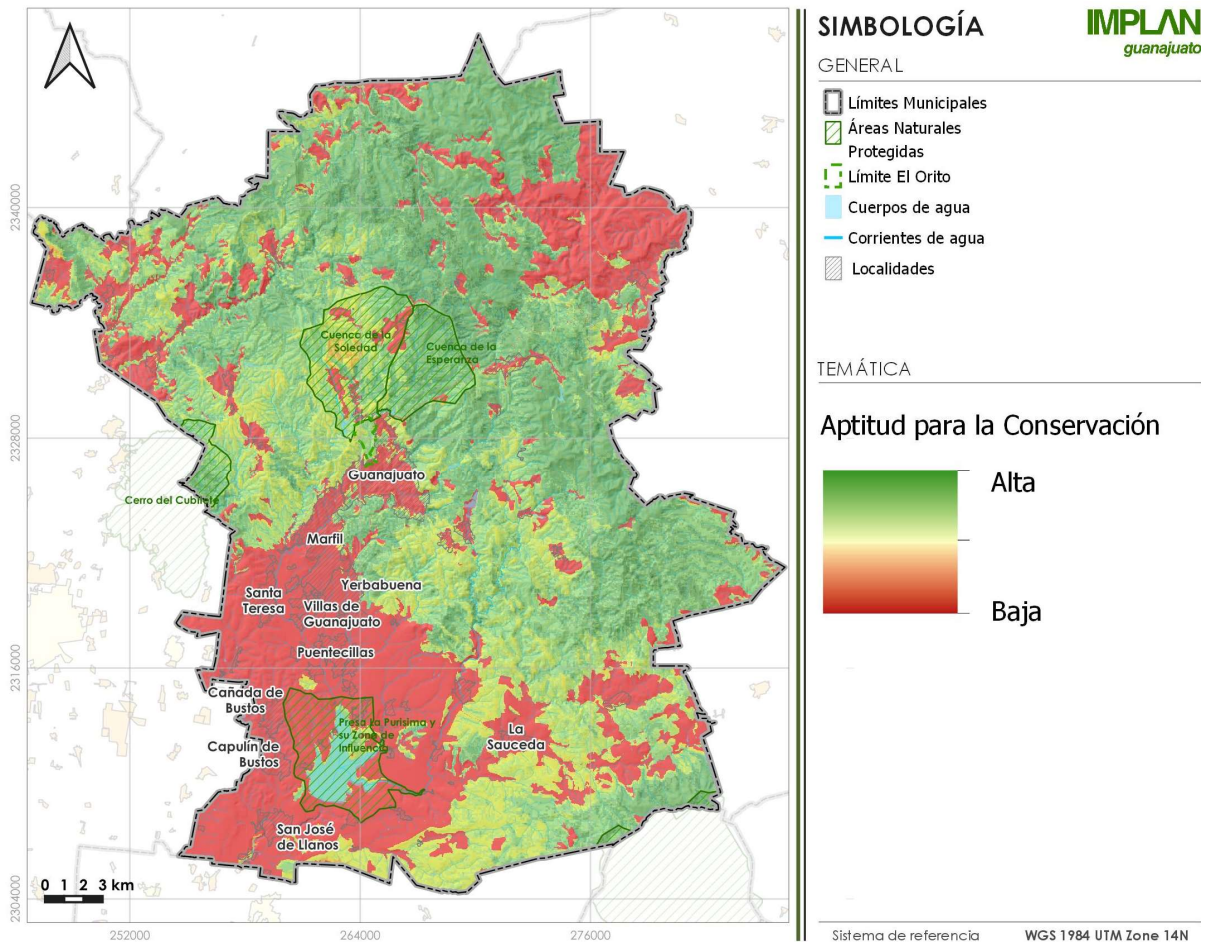 SIMBOLOGÍA
IMPLAN
guanajuato
GENERAL
Límites Municipales
Áreas Naturales
Protegidas
Límite El Orito
Cuerpos de agua
Corrientes de agua
Localidades
TEMÁTICA
Aptitud para la Conservación
Alta
Baja
Sistema de referencia
WGS 1984 UTM Zone 14N
2340000
2328000
2316000
2304000
252000
264000
276000
0 1 2 3 km
Cuenca de la
Soledad
Cuenca de la
Esperanza
Cerro del Cubilete
Guanajuato
Marfil
Yerbabuena
Santa
Teresa
Villas de
Guanajuato
Puentecillas
Cañada de
Bustos
Presa La Purísima y
su Zona de
Influencia
Capulín de
Bustos
La
Sauceda
San José
de Llanos